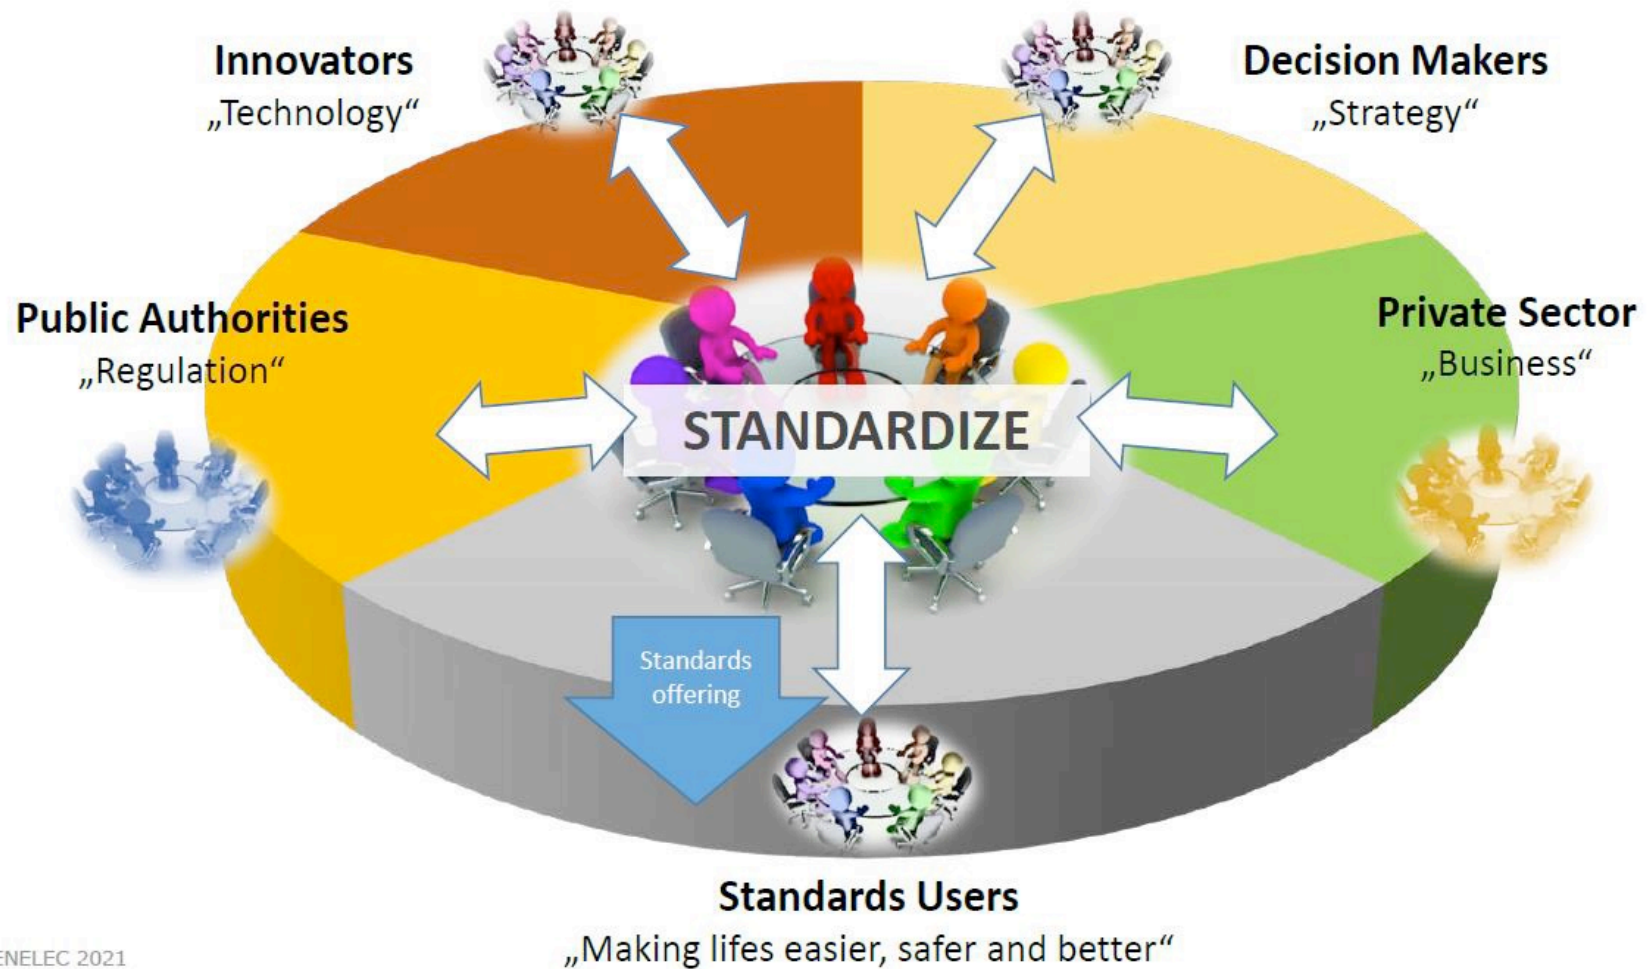 Innovators
„Technology“
Decision Makers
„Strategy“
Public Authorities
„Regulation“
Private Sector
„Business“
STANDARDIZE
Standards
offering
Standards Users
„Making lifes easier, safer and better“
ENELEC 2021